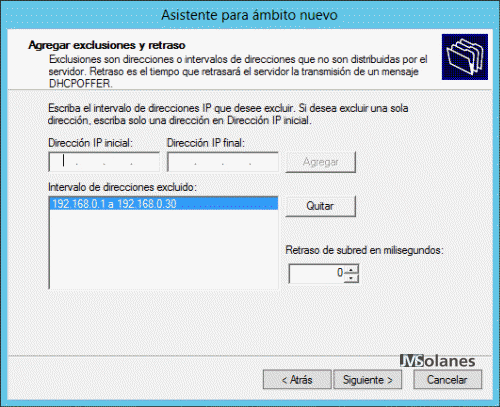 Asistente para ámbito nuevo
Agregar exclusiones y retraso
Exclusiones son direcciones o intervalos de direcciones que no son distribuidas por el
servidor. Retraso es el tiempo que retrasará el servidor la transmisión de un mensaje
DHCPOFFER.
Escriba el intervalo de direcciones IP que desee excluir. Si desea excluir una sola
dirección, escriba solo una dirección en Dirección IP inicial.
Dirección IP inicial: Dirección IP final:
Agregar
Intervalo de direcciones excluido:
192.168.0.1 a 192.168.0.30
Quitar
Retraso de subred en milisegundos:
0
JMSolanes
< Atrás Siguiente > Cancelar